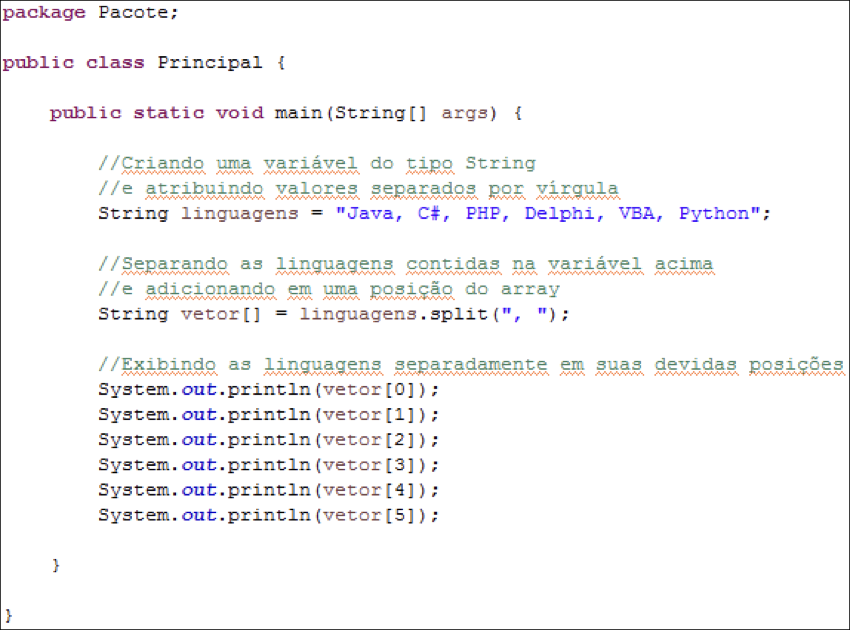 package Pacote;
public class Principal {
public static void main(String[] args) {
//Criando uma variável do tipo String
//e atribuindo valores separados por vírgula
String linguagens = "Java, C#, PHP, Delphi, VBA, Python";
//Separando as linguagens contidas na variável acima
//e adicionando em uma posição do array
String vetor[] = linguagens.split(", ");
//Exibindo as linguagens separadamente em suas devidas posições
System.out.println(vetor[0]);
System.out.println(vetor[1]);
System.out.println(vetor[2]);
System.out.println(vetor[3]);
System.out.println(vetor[4]);
System.out.println(vetor[5]);
}
}